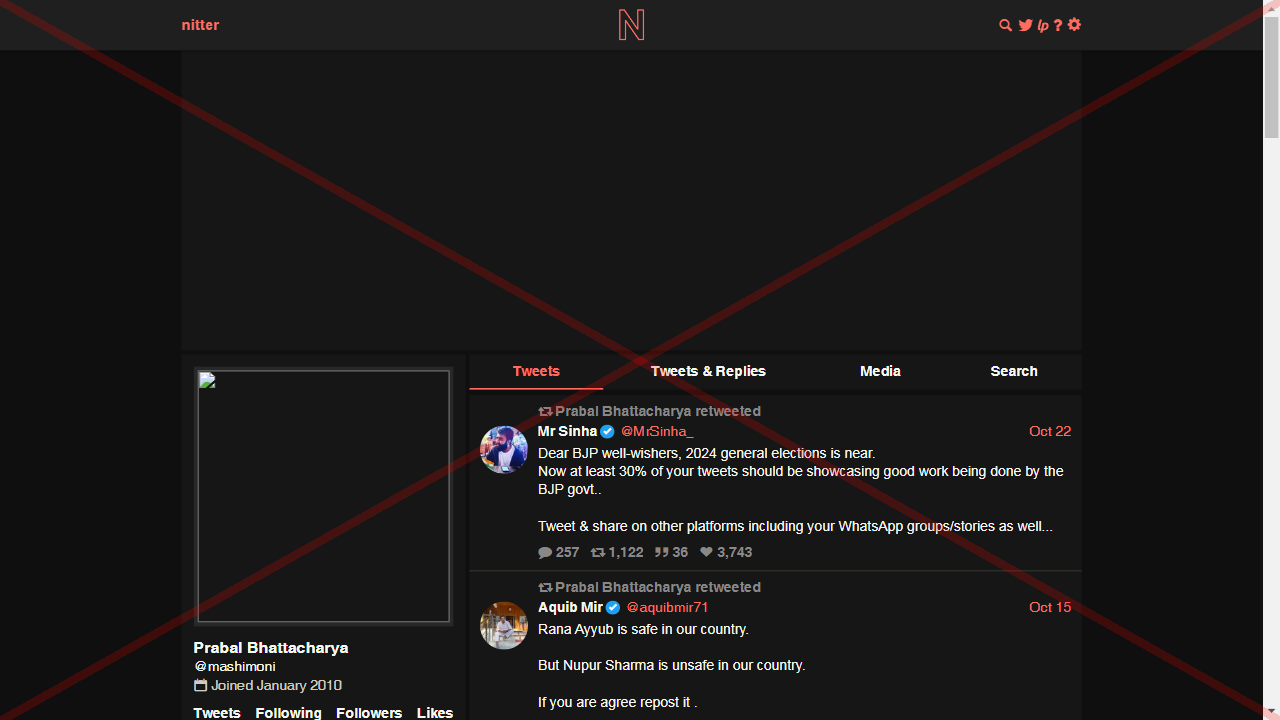 nitter
N
lp ?
Tweets Tweets & Replies Media Search
Prabal Bhattacharya retweeted
Mr Sinha @MrSinha_ Oct 22
Dear BJP well-wishers, 2024 general elections is near.
Now at least 30% of your tweets should be showcasing good work being done by the
BJP govt..
Tweet & share on other platforms including your WhatsApp groups/stories as well...
257 1,122 36 3,743
Prabal Bhattacharya retweeted
Aquib Mir @aquibmir71 Oct 15
Rana Ayyub is safe in our country.
But Nupur Sharma is unsafe in our country.
If you are agree repost it .
Prabal Bhattacharya
@mashimoni
Joined January 2010
Tweets Following Followers Likes